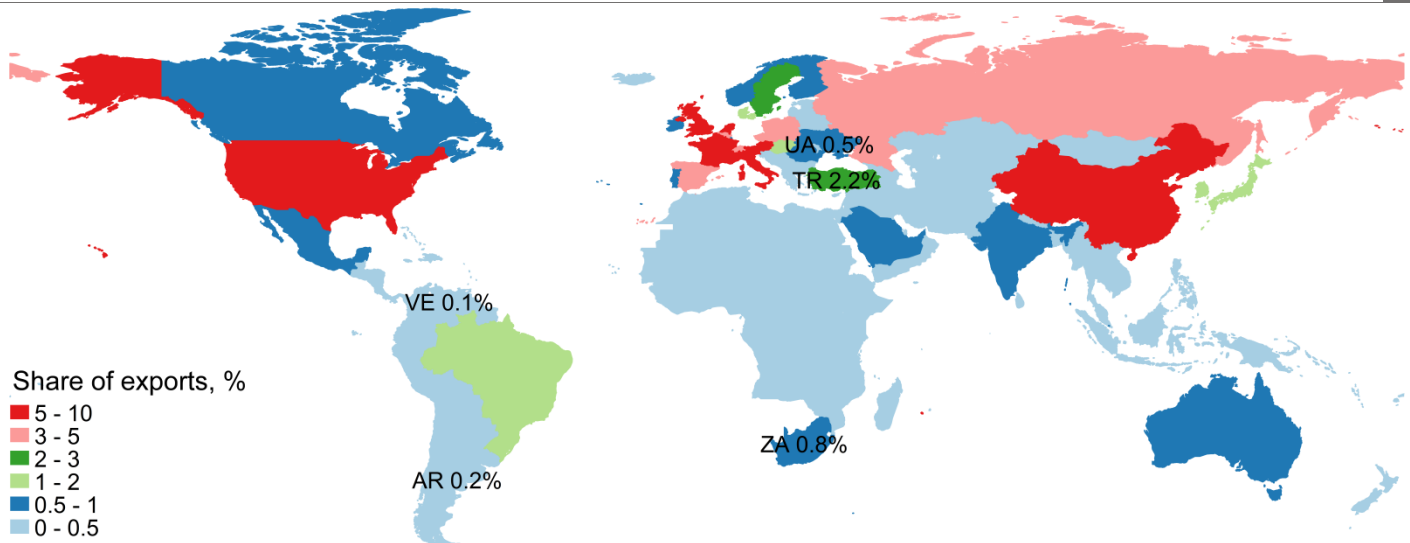 UA 0.5%
TR 2.2%
VE 0.1%
Share of exports, %
5 - 10
3 - 5
2 - 3
1 - 2
0.5 - 1
0 - 0.5
ZA 0.8%
AR 0.2%